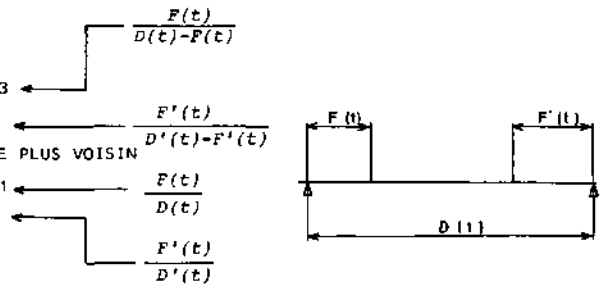 F(t)
D(t)-F(t)
3
F'(t)
D'(t)-F'(t)
E PLUS VOISIN
1
F(t)
D(t)
F'(t)
D'(t)
F (t)
F'(t)
D (t)